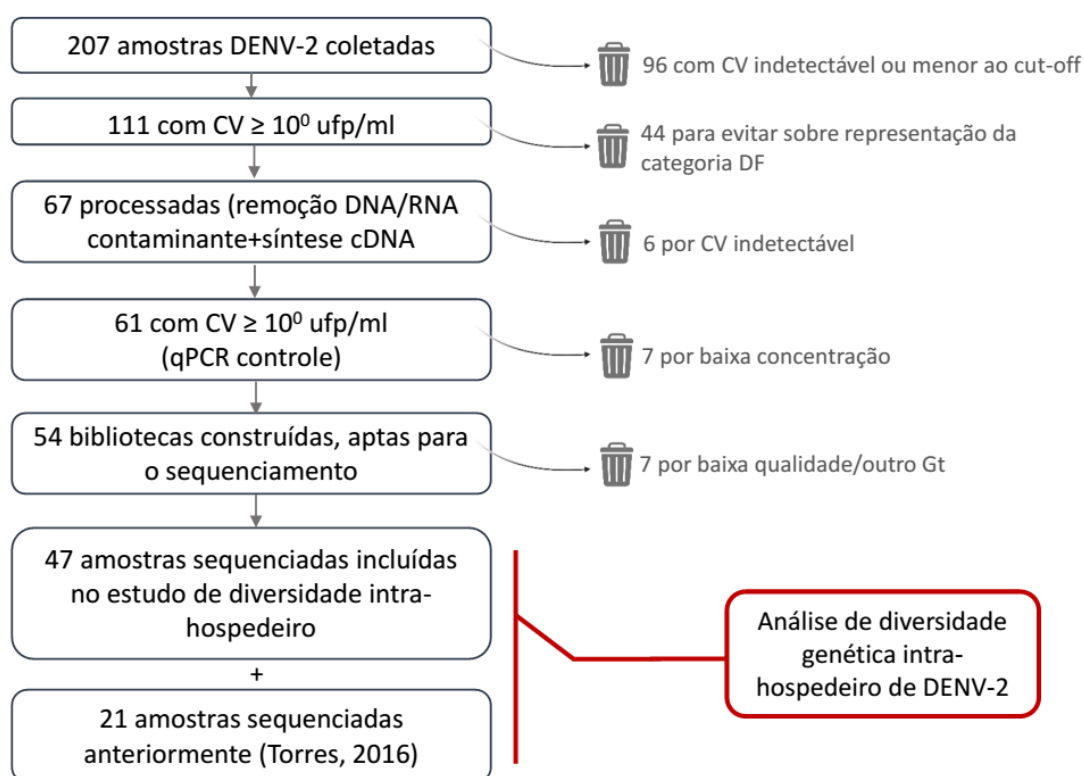 207 amostras DENV-2 coletadas
96 com CV indetectável ou menor ao cut-off
111 com CV ≥ 10⁰ ufp/ml
44 para evitar sobre representação da
categoria DF
67 processadas (remoção DNA/RNA
contaminante+síntese cDNA
6 por CV indetectável
61 com CV ≥ 10⁰ ufp/ml
(qPCR controle)
7 por baixa concentração
54 bibliotecas construídas, aptas para
o sequenciamento
7 por baixa qualidade/outro Gt
47 amostras sequenciadas incluídas
no estudo de diversidade intra-
hospedeiro
+
21 amostras sequenciadas
anteriormente (Torres, 2016)
Análise de diversidade
genética intra-
hospedeiro de DENV-2